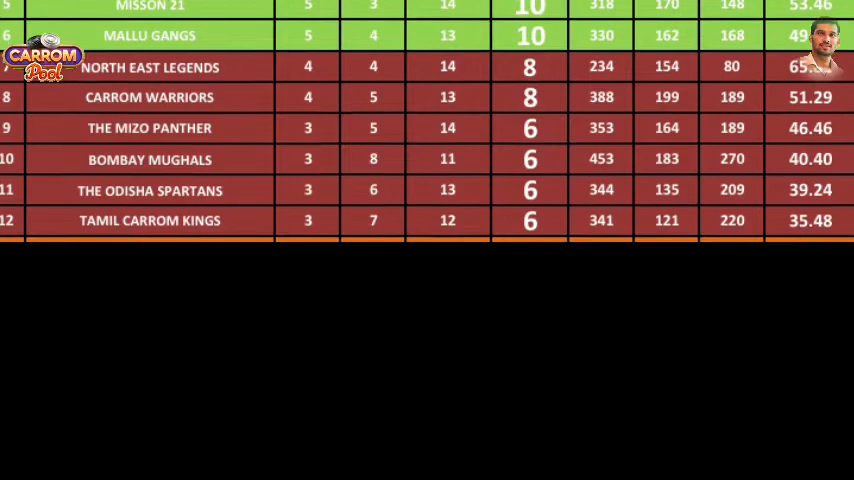 5 MISSON 21 5 3 14 10 318 170 148 53.46
6 MALLU GANGS 5 4 13 10 330 162 168 49
CARROM
Pool
7 NORTH EAST LEGENDS 4 4 14 8 234 154 80 65.
8 CARROM WARRIORS 4 5 13 8 388 199 189 51.29
9 THE MIZO PANTHER 3 5 14 6 353 164 189 46.46
10 BOMBAY MUGHALS 3 8 11 6 453 183 270 40.40
11 THE ODISHA SPARTANS 3 6 13 6 344 135 209 39.24
12 TAMIL CARROM KINGS 3 7 12 6 341 121 220 35.48